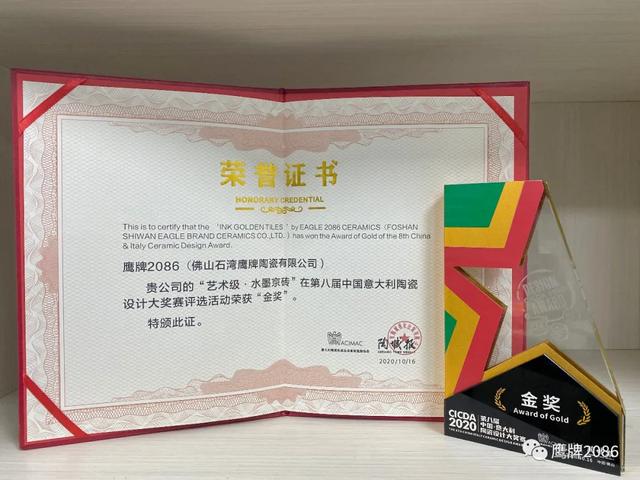 荣誉证书
HONORARY CREDENTIAL
This is to certify that the "INK GOLDEN TILES" by EAGLE 2086 CERAMICS (FOSHAN
SHIWAN EAGLE BRAND CERAMICS CO.,LTD.) has won the Award of Gold of the 8th China
& Italy Ceramic Design Award.
鹰牌2086（佛山石湾鹰牌陶瓷有限公司）
贵公司的“艺术级·水墨京砖”在第八届中国意大利陶瓷
设计大奖赛评选活动荣获“金奖”。
特颁此证。
ACIMAC
陶城报
2020/10/16
金奖
Award of Gold
CICDA
2020
第八届
中国·意大利
陶瓷设计大奖赛
鹰牌2086